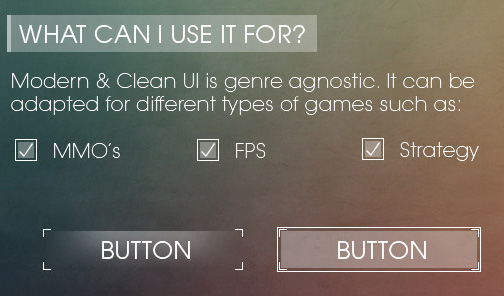 WHAT CAN I USE IT FOR?
Modern & Clean UI is genre agnostic. It can be
adapted for different types of games such as:
MMO's FPS Strategy
BUTTON BUTTON